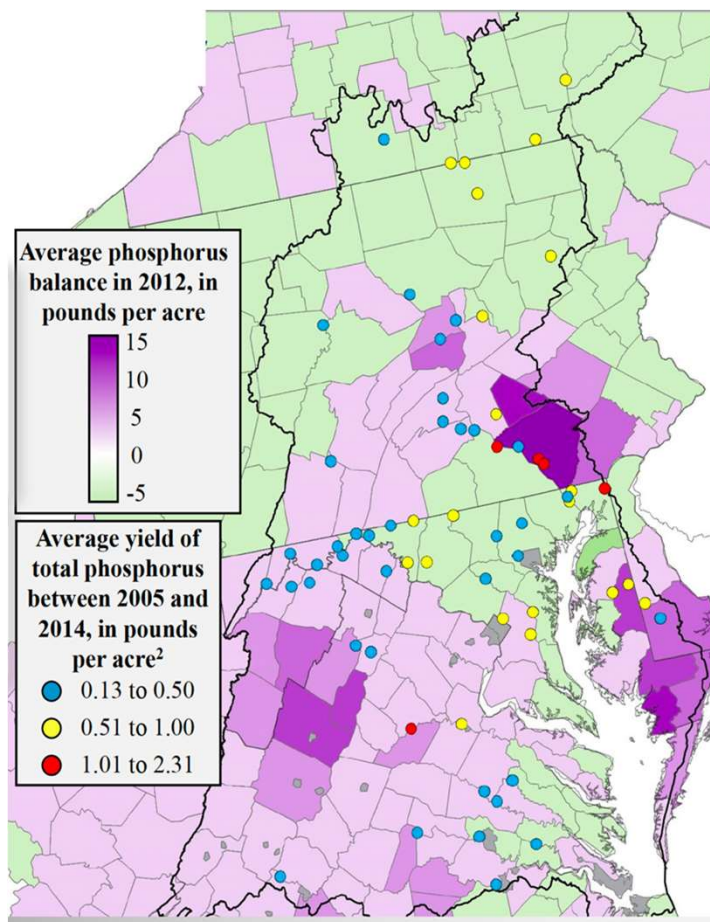 Average phosphorus
balance in 2012, in
pounds per acre
15
10
5
0
-5
Average yield of
total phosphorus
between 2005 and
2014, in pounds
per acre²
0.13 to 0.50
0.51 to 1.00
1.01 to 2.31